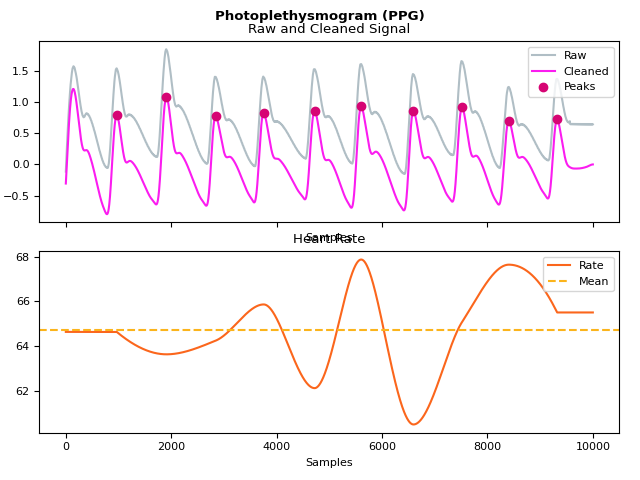 Photoplethysmogram (PPG)
Raw and Cleaned Signal
1.5
1.0
0.5
0.0
−0.5
Raw
Cleaned
Peaks
Samples
Heart Rate
68
66
64
62
Rate
Mean
0
2000
4000
6000
8000
10000
Samples